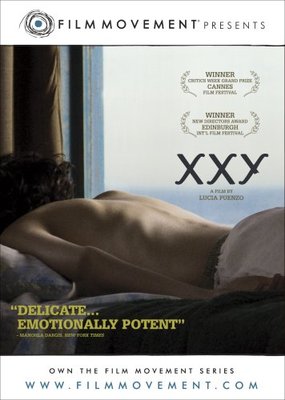 FILM MOVEMENT™ PRESENTS
WINNER
CRITICS WEEK GRAND PRIZE
CANNES
FILM FESTIVAL
WINNER
NEW DIRECTORS AWARD
EDINBURGH
INT'L FILM FESTIVAL
XXY
A FILM BY
LUCIA PUENZO
"DELICATE...
EMOTIONALLY POTENT"
- MANOHLA DARGIS, NEW YORK TIMES
OWN THE FILM MOVEMENT SERIES
WWW.FILMMOVEMENT.COM